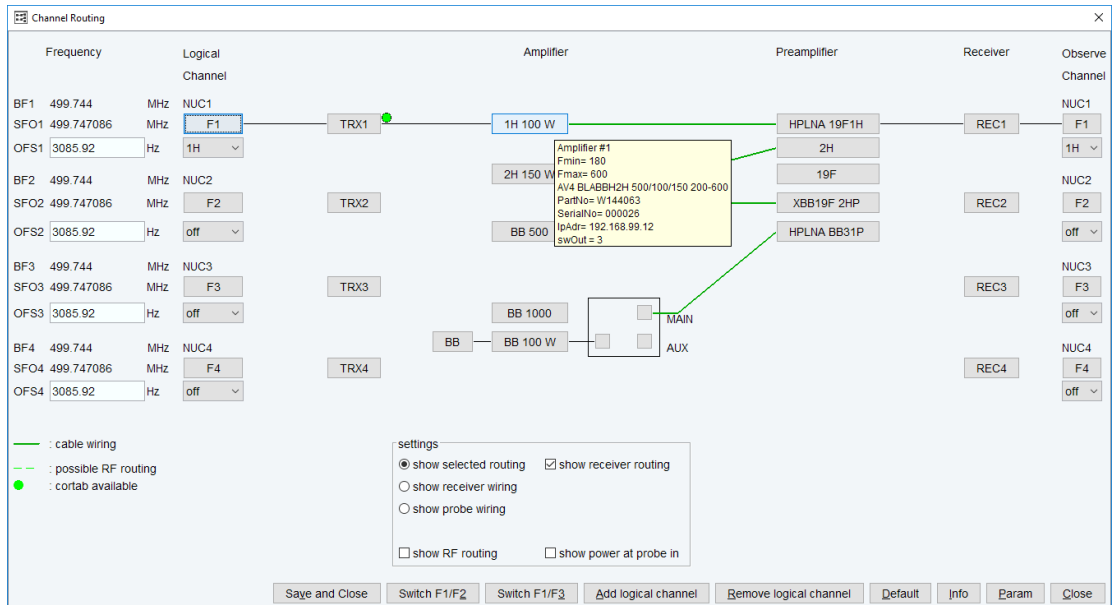 Channel Routing
Frequency Logical Channel Amplifier Preamplifier Receiver Observe Channel
BF1 499.744 MHz NUC1 NUC1
SFO1 499.747086 MHz F1 TRX1 1H 100 W HPLNA 19F1H REC1 F1
OFS1 3085.92 Hz 1H 2H 1H
Amplifier #1
Fmin= 180
Fmax= 600
AV4 BLABBH2H 500/100/150 200-600
PartNo= W144063
SerialNo= 000026
IpAdr= 192.168.99.12
swOut = 3
2H 150 W 19F
BF2 499.744 MHz NUC2 NUC2
SFO2 499.747086 MHz F2 TRX2 XBB19F 2HP REC2 F2
OFS2 3085.92 Hz off BB 500 HPLNA BB31P off
BF3 499.744 MHz NUC3 NUC3
SFO3 499.747086 MHz F3 TRX3 REC3 F3
OFS3 3085.92 Hz off BB 1000 MAIN off
BB BB 100 W AUX
BF4 499.744 MHz NUC4 NUC4
SFO4 499.747086 MHz F4 TRX4 REC4 F4
OFS4 3085.92 Hz off off
: cable wiring
: possible RF routing
: cortab available
settings
show selected routing show receiver routing
show receiver wiring
show probe wiring
show RF routing show power at probe in
Save and Close Switch F1/F2 Switch F1/F3 Add logical channel Remove logical channel Default Info Param Close